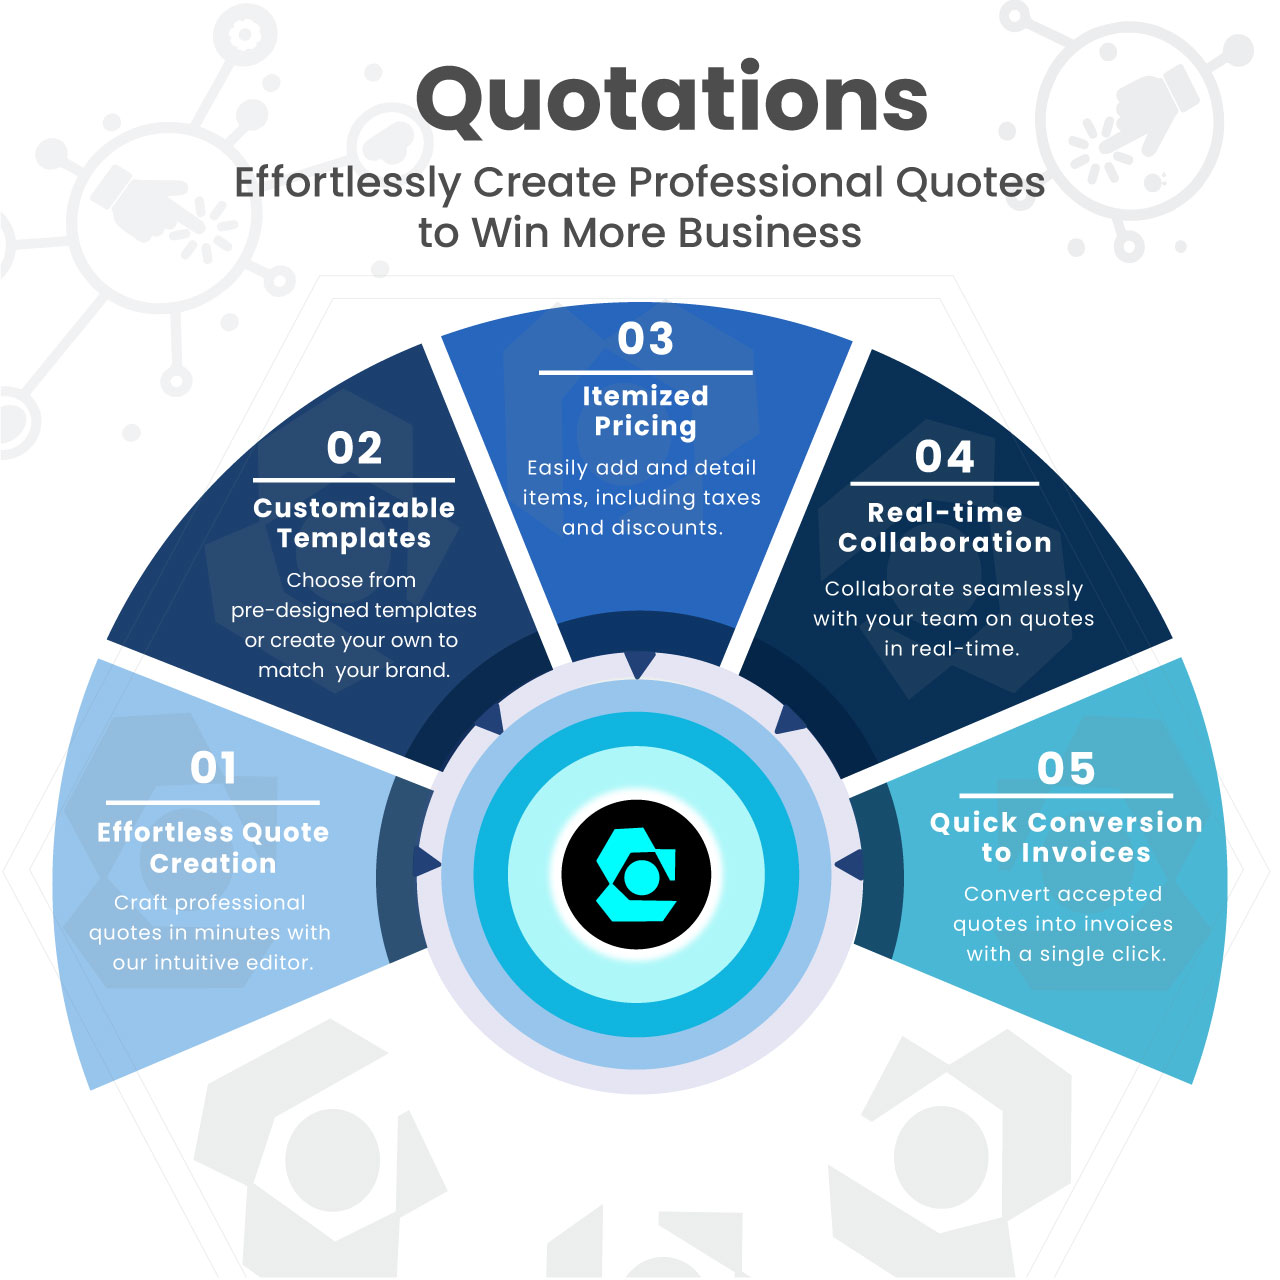 Quotations
Effortlessly Create Professional Quotes
to Win More Business
01
Effortless Quote
Creation
Craft professional
quotes in minutes with
our intuitive editor.
02
Customizable
Templates
Choose from
pre-designed templates
or create your own to
match your brand.
03
Itemized
Pricing
Easily add and detail
items, including taxes
and discounts.
04
Real-time
Collaboration
Collaborate seamlessly
with your team on quotes
in real-time.
05
Quick Conversion
to Invoices
Convert accepted
quotes into invoices
with a single click.